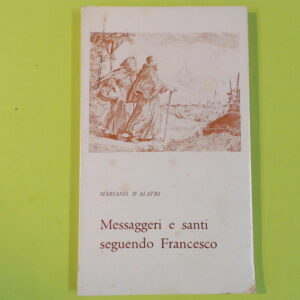 MARIANO D'ALATRI
Messaggeri e santi
seguendo Francesco